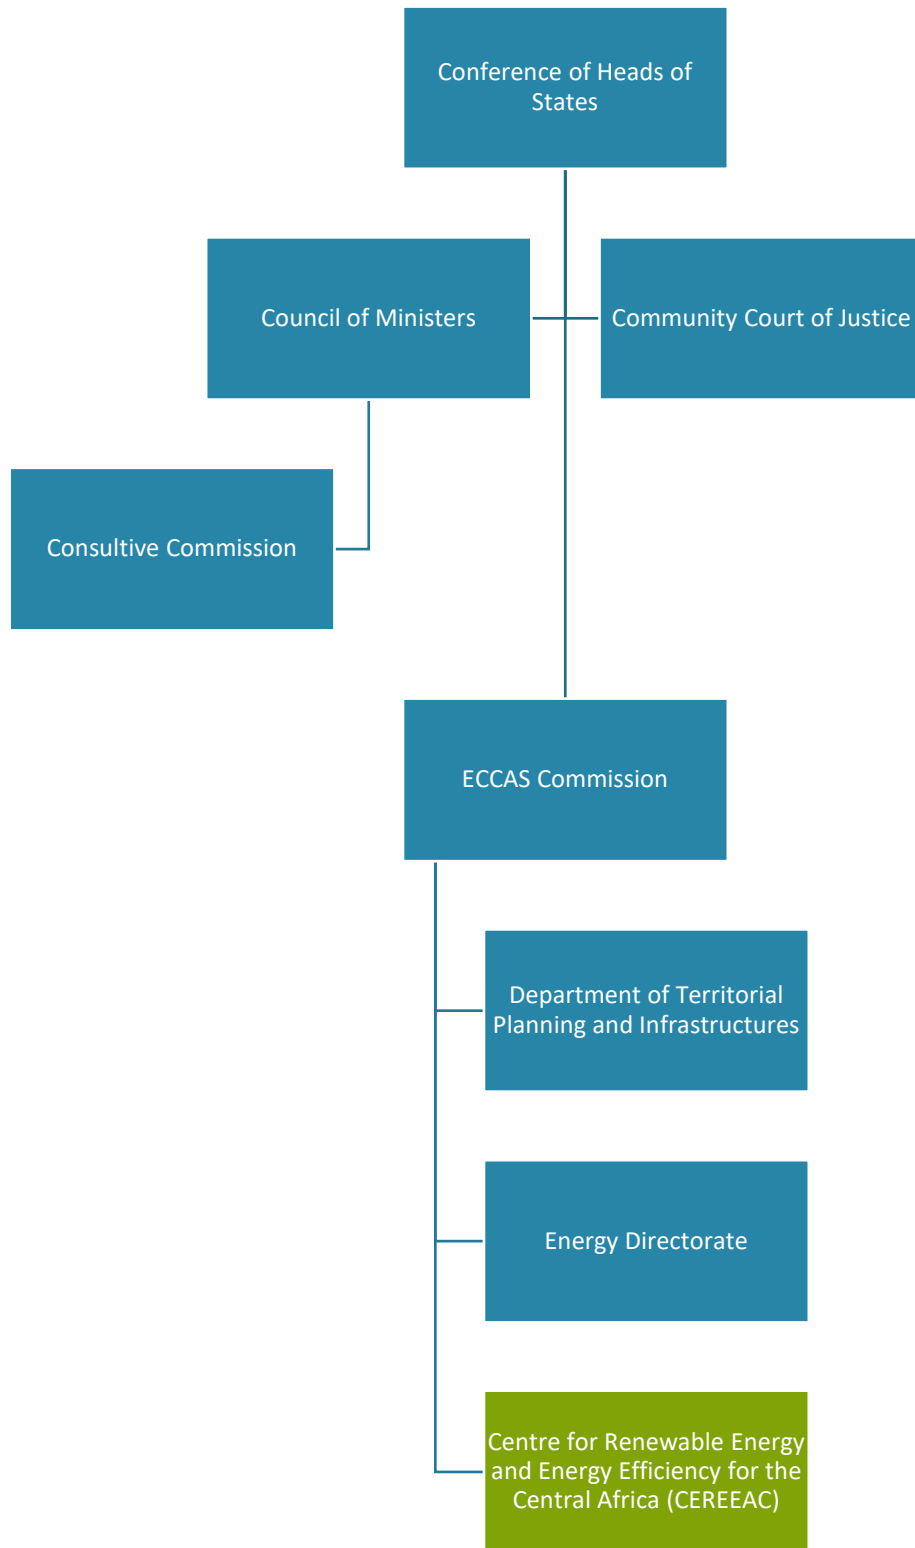 Conference of Heads of
States
Council of Ministers
Community Court of Justice
Consultive Commission
ECCAS Commission
Department of Territorial
Planning and Infrastructures
Energy Directorate
Centre for Renewable Energy
and Energy Efficiency for the
Central Africa (CEREEAC)